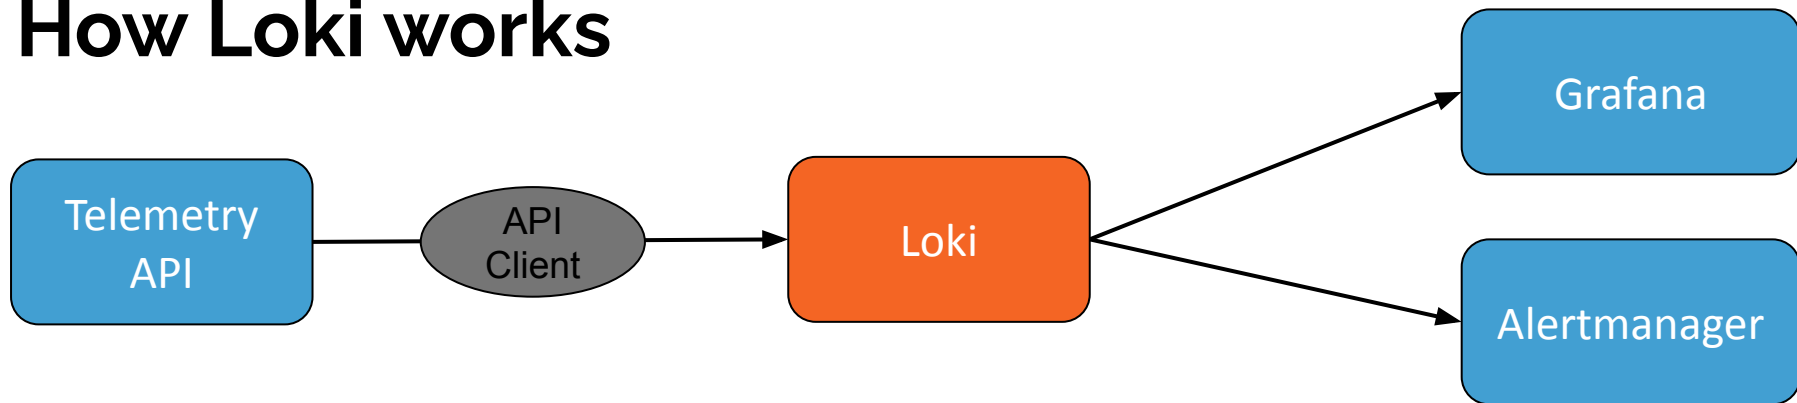 How Loki works
Telemetry
API
API
Client
Loki
Grafana
Alertmanager